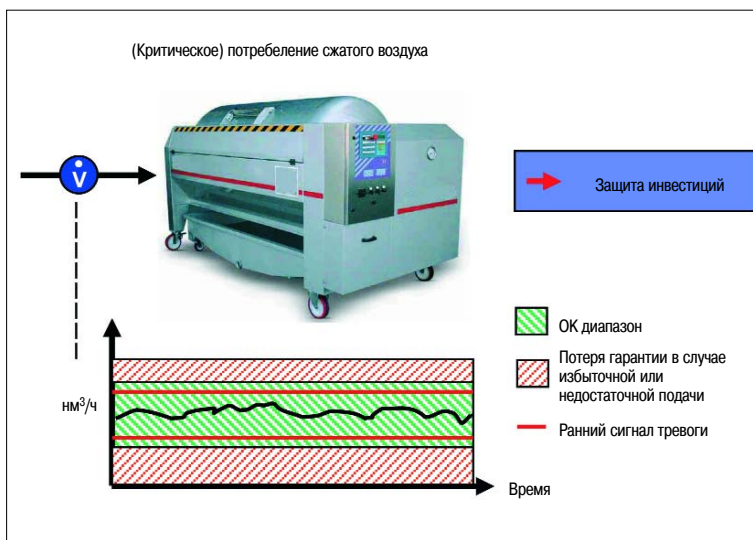 (Критическое) потребление сжатого воздуха
V
Защита инвестиций
OK диапазон
Потеря гарантии в случае
избыточной или
недостаточной подачи
Ранний сигнал тревоги
нм³/ч
Время